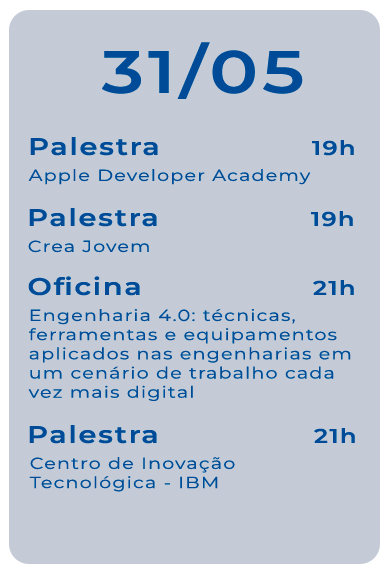 31/05
Palestra 19h
Apple Developer Academy
Palestra 19h
Crea Jovem
Oficina 21h
Engenharia 4.0: técnicas,
ferramentas e equipamentos
aplicados nas engenharias em
um cenário de trabalho cada
vez mais digital
Palestra 21h
Centro de Inovação
Tecnológica - IBM